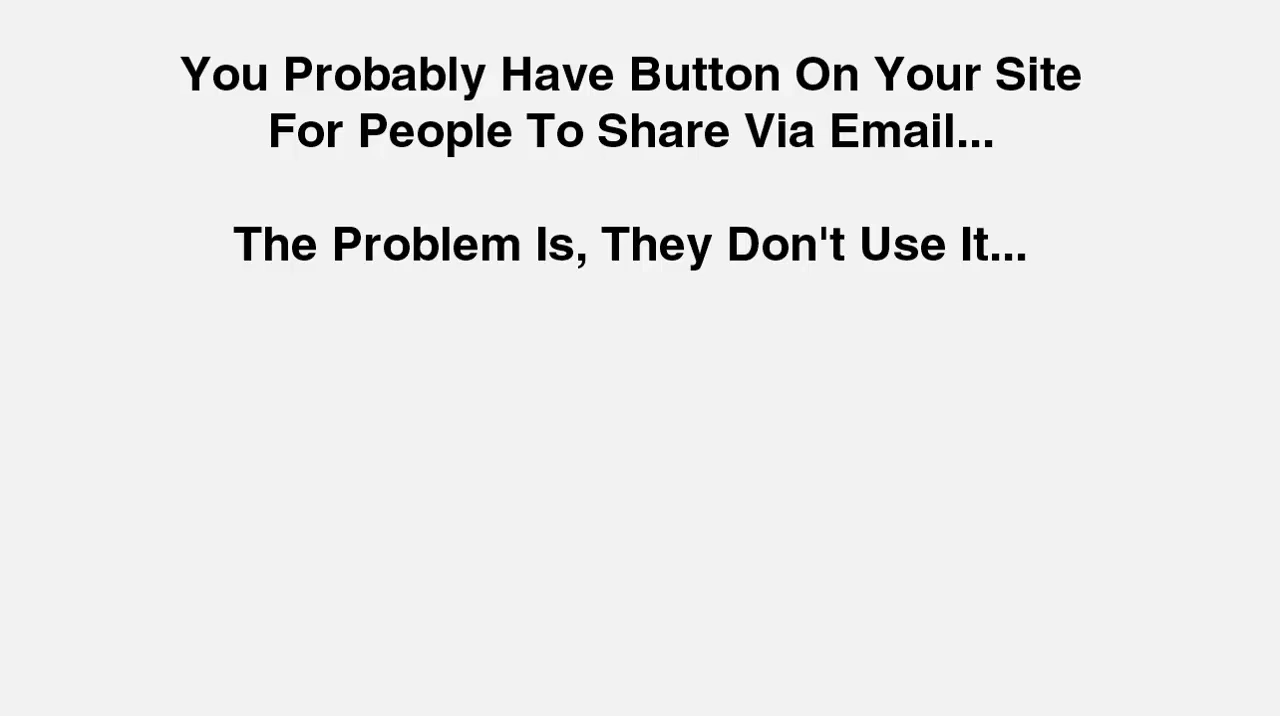 You Probably Have Button On Your Site
For People To Share Via Email...
The Problem Is, They Don't Use It...